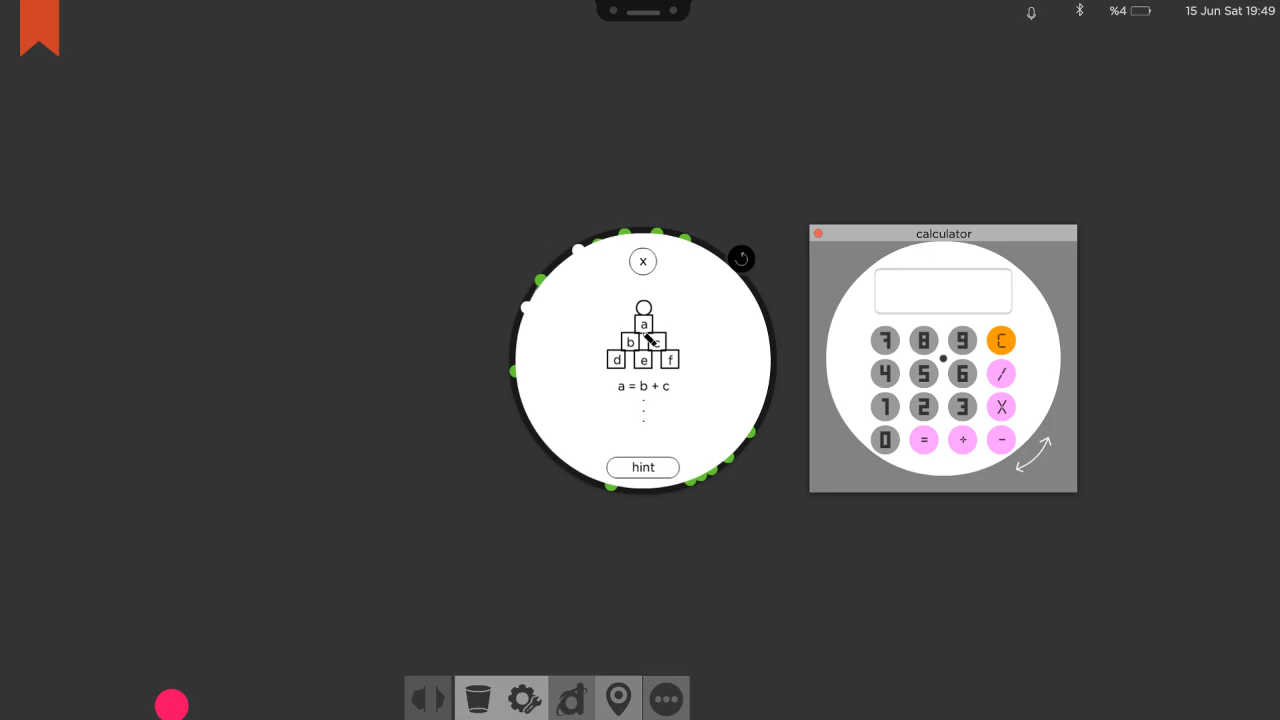 %4 15 Jun Sat 19:49
calculator
x
a
b c
d e f
a = b + c
hint
7 8 9 C
4 5 6 /
1 2 3 X
0 = ÷ -